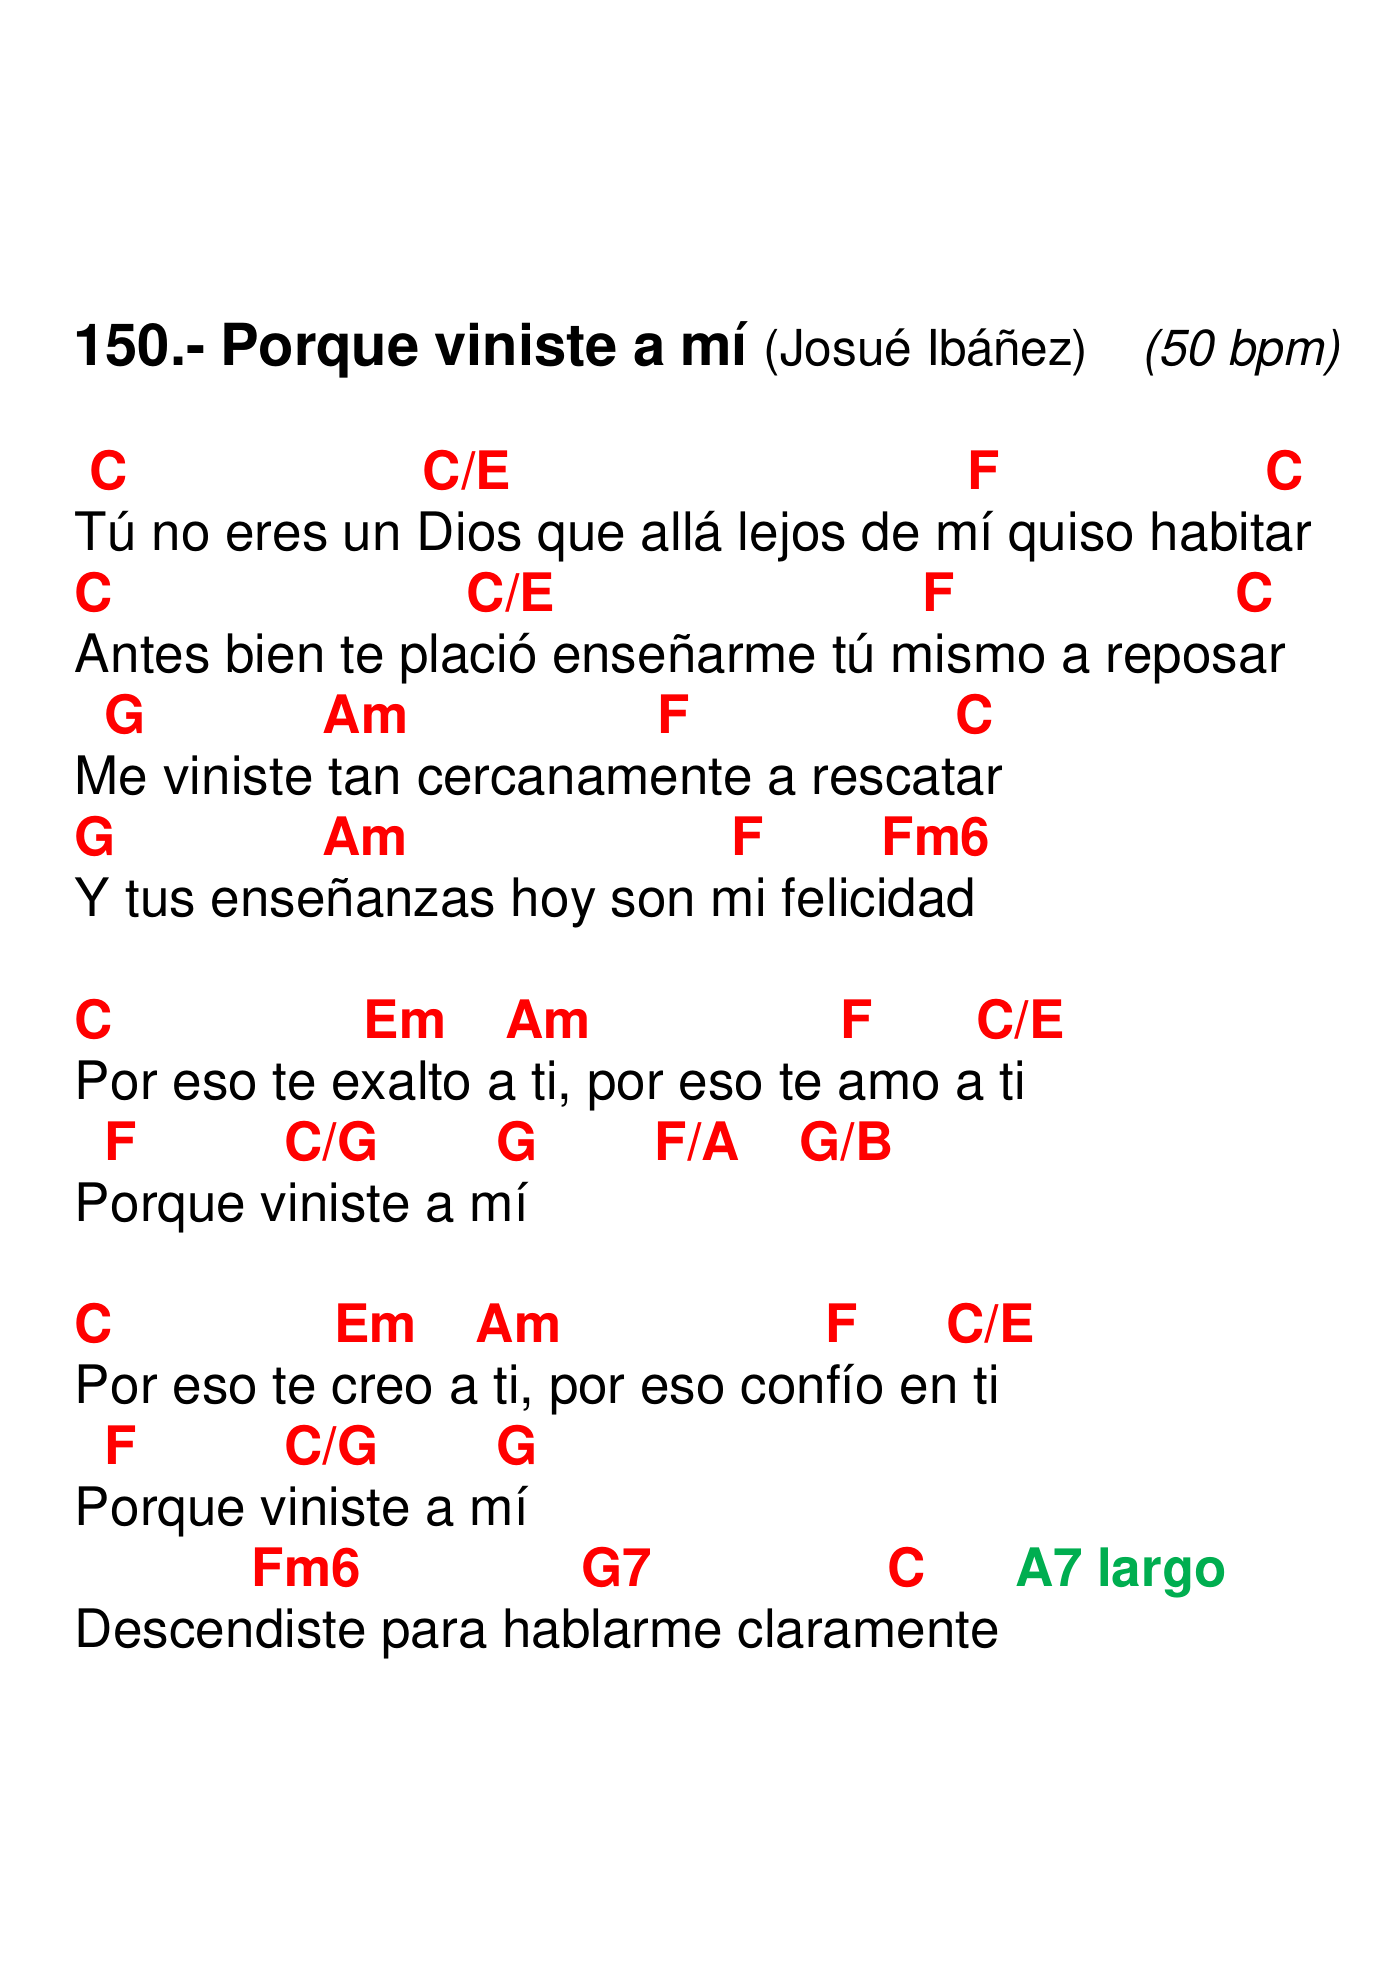 150.- Porque viniste a mí (Josué Ibáñez) (50 bpm)
C C/E F C
Tú no eres un Dios que allá lejos de mí quiso habitar
C C/E F C
Antes bien te plació enseñarme tú mismo a reposar
G Am F C
Me viniste tan cercanamente a rescatar
G Am F Fm6
Y tus enseñanzas hoy son mi felicidad
C Em Am F C/E
Por eso te exalto a ti, por eso te amo a ti
F C/G G F/A G/B
Porque viniste a mí
C Em Am F C/E
Por eso te creo a ti, por eso confío en ti
F C/G G
Porque viniste a mí
Fm6 G7 C A7 largo
Descendiste para hablarme claramente